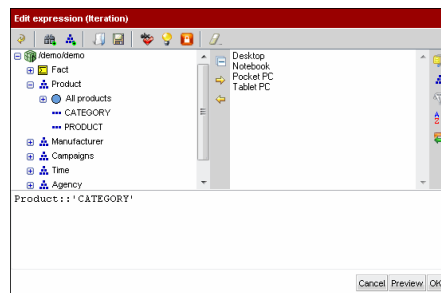 Edit expression (Iteration)
/demo/demo
Fact
Product
All products
CATEGORY
PRODUCT
Manufacturer
Campaigns
Time
Agency
Desktop
Notebook
Pocket PC
Tablet PC
Product::'CATEGORY'
Cancel Preview OK